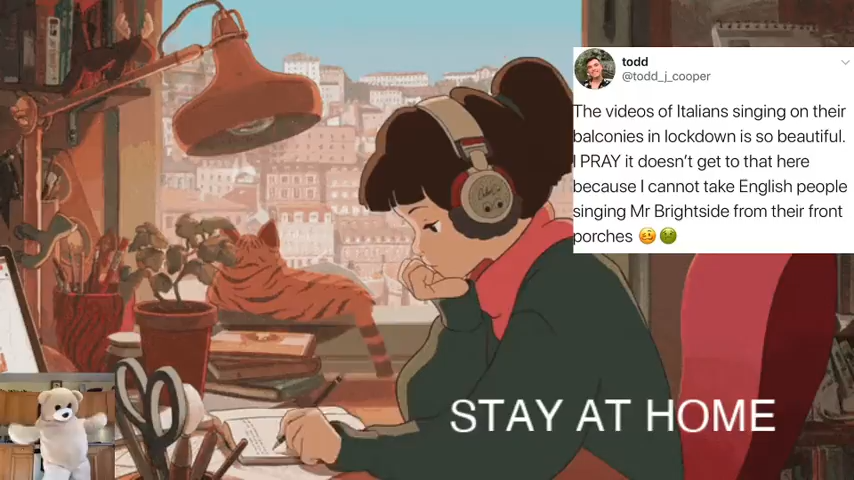 todd
@todd_j_cooper
The videos of Italians singing on their
balconies in lockdown is so beautiful.
I PRAY it doesn't get to that here
because I cannot take English people
singing Mr Brightside from their front
porches 🥴🤢
STAY AT HOME